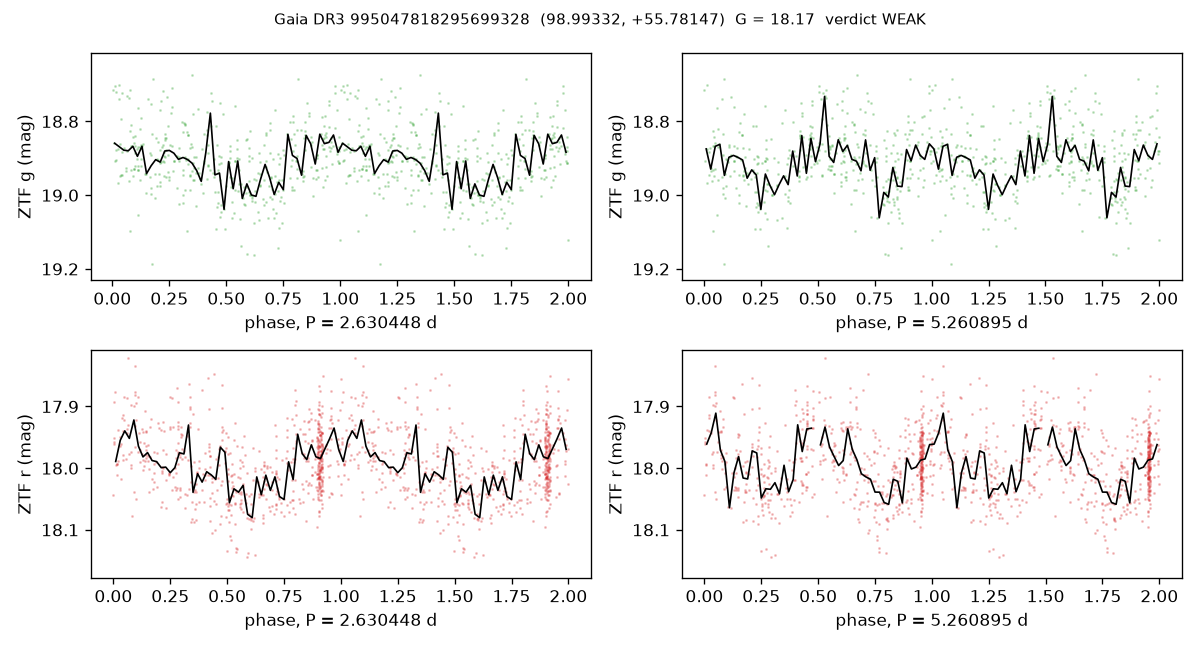 Gaia DR3 995047818295699328 (98.99332, +55.78147) G = 18.17 verdict WEAK
ZTF g (mag)
18.8
19.0
19.2
0.00 0.25 0.50 0.75 1.00 1.25 1.50 1.75 2.00
phase, P = 2.630448 d
ZTF g (mag)
18.8
19.0
19.2
0.00 0.25 0.50 0.75 1.00 1.25 1.50 1.75 2.00
phase, P = 5.260895 d
ZTF r (mag)
17.9
18.0
18.1
0.00 0.25 0.50 0.75 1.00 1.25 1.50 1.75 2.00
phase, P = 2.630448 d
ZTF r (mag)
17.9
18.0
18.1
0.00 0.25 0.50 0.75 1.00 1.25 1.50 1.75 2.00
phase, P = 5.260895 d